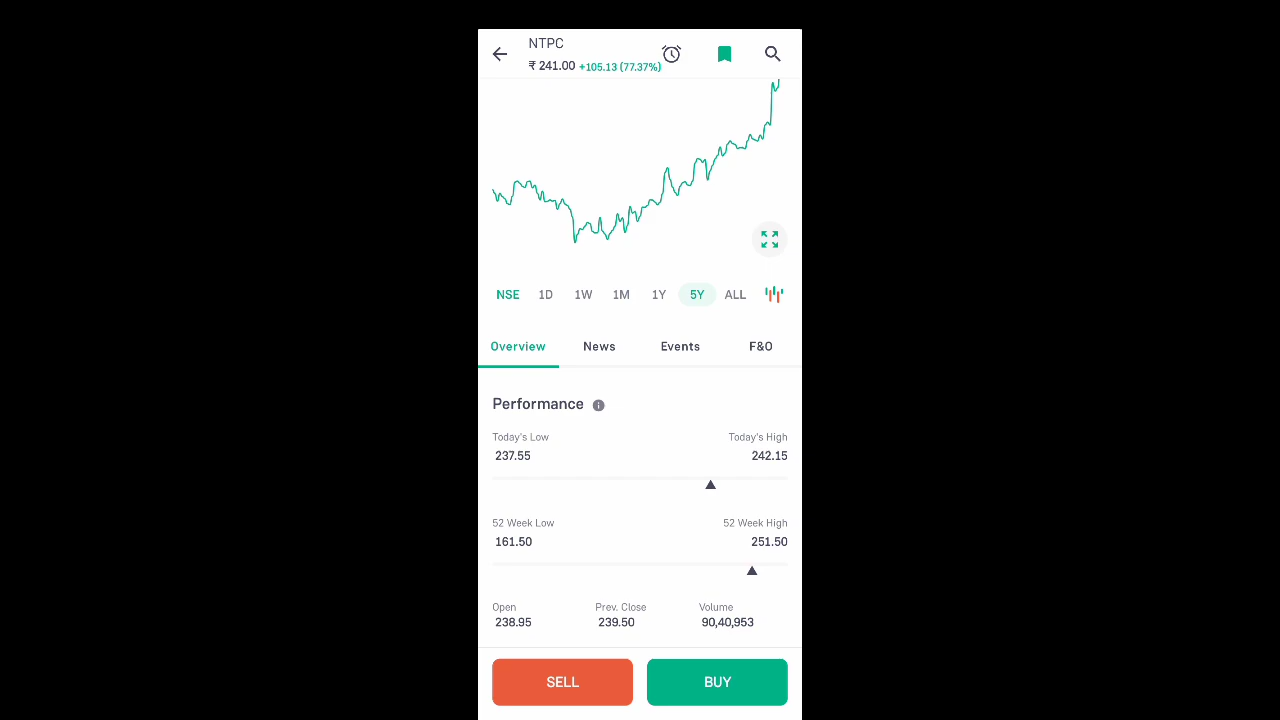 NTPC
₹ 241.00 +105.13 (77.37%)
NSE 1D 1W 1M 1Y 5Y ALL
Overview News Events F&O
Performance
Today's Low Today's High
237.55 242.15
52 Week Low 52 Week High
161.50 251.50
Open Prev. Close Volume
238.95 239.50 90,40,953
SELL BUY